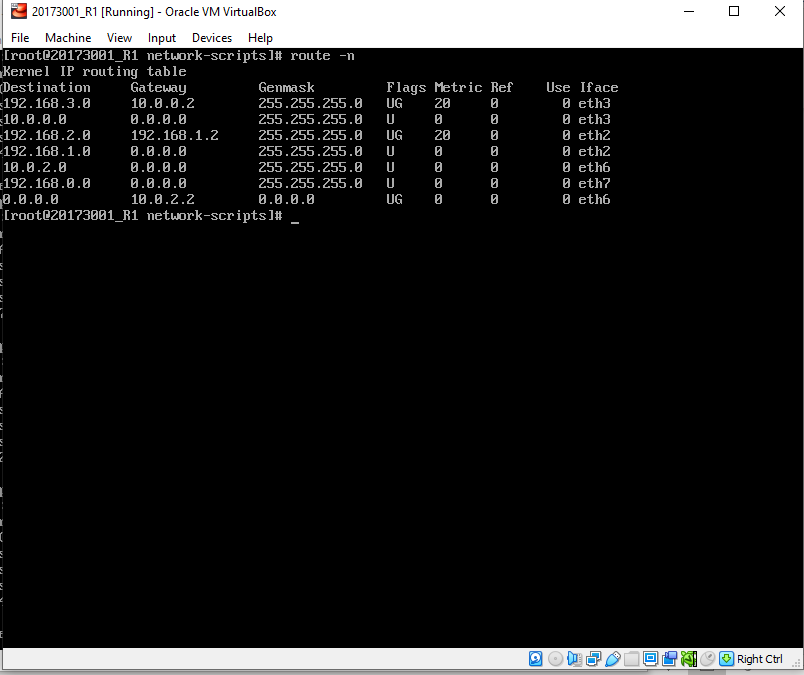 20173001_R1 [Running] - Oracle VM VirtualBox
File Machine View Input Devices Help
[root@20173001_R1 network-scripts]# route -n
Kernel IP routing table
Destination Gateway Genmask Flags Metric Ref Use Iface
192.168.3.0 10.0.0.2 255.255.255.0 UG 20 0 0 eth3
10.0.0.0 0.0.0.0 255.255.255.0 U 0 0 0 eth3
192.168.2.0 192.168.1.2 255.255.255.0 UG 20 0 0 eth2
192.168.1.0 0.0.0.0 255.255.255.0 U 0 0 0 eth2
10.0.2.0 0.0.0.0 255.255.255.0 U 0 0 0 eth6
192.168.0.0 0.0.0.0 255.255.255.0 U 0 0 0 eth7
0.0.0.0 10.0.2.2 0.0.0.0 UG 0 0 0 eth6
[root@20173001_R1 network-scripts]# _
Right Ctrl